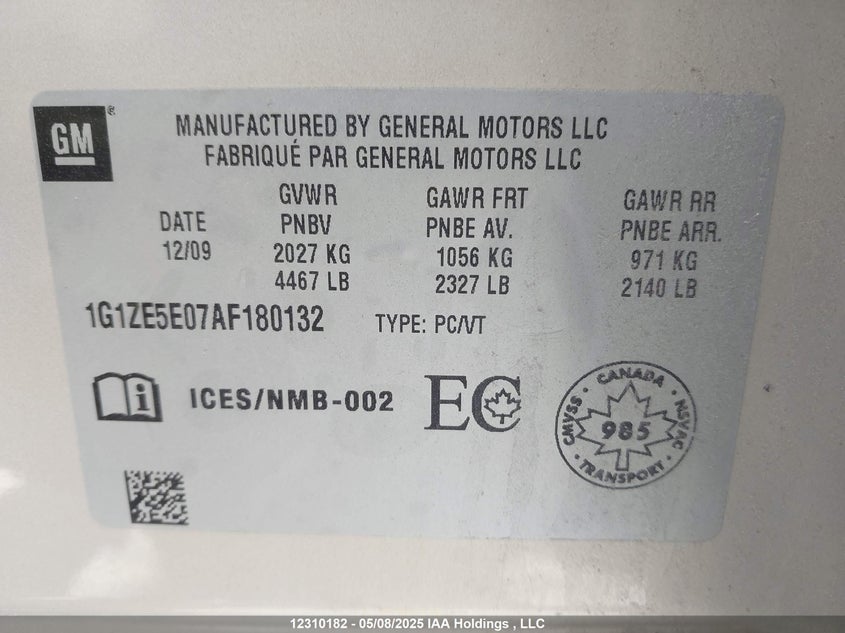 GM
MANUFACTURED BY GENERAL MOTORS LLC
FABRIQUÉ PAR GENERAL MOTORS LLC
DATE
12/09
GVWR
PNBV
2027 KG
4467 LB
GAWR FRT
PNBE AV.
1056 KG
2327 LB
GAWR RR
PNBE ARR.
971 KG
2140 LB
1G1ZE5E07AF180132 TYPE: PC/VT
i ICES/NMB-002 EC
CANADA
CMVSS 985 NSVAC
TRANSPORT
12310182 - 05/08/2025 IAA Holdings , LLC